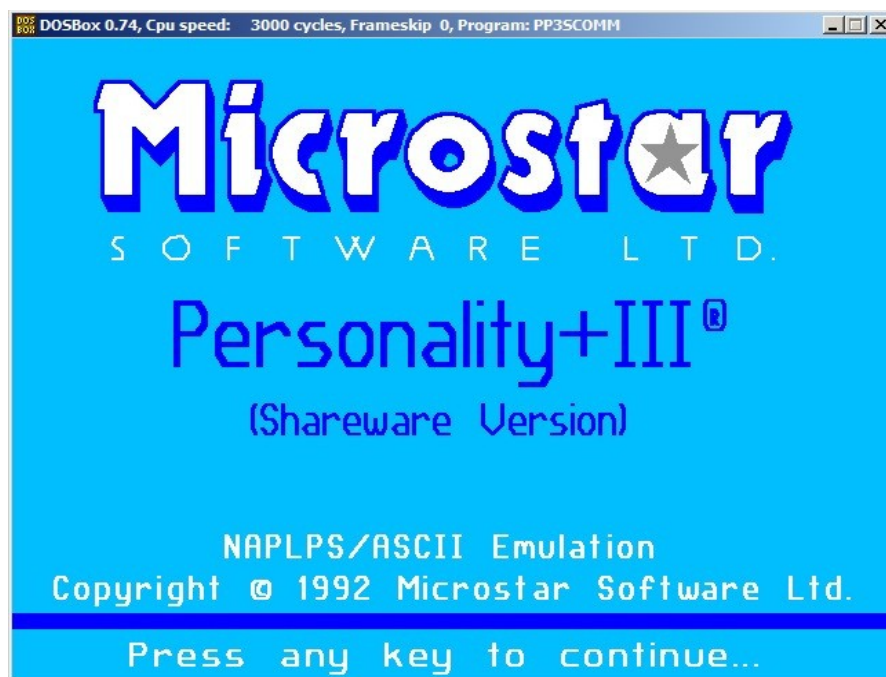 DOSBox 0.74, Cpu speed: 3000 cycles, Frameskip 0, Program: PP3SCOMM
Microstar
SOFTWARE LTD.
Personality+III®
(Shareware Version)
NAPLPS/ASCII Emulation
Copyright © 1992 Microstar Software Ltd.
Press any key to continue...